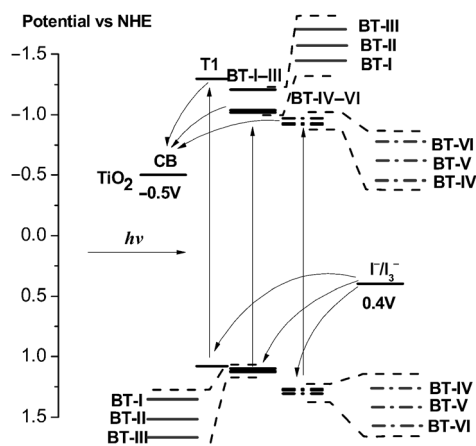 Potential vs NHE
−1.5
−1.0
−0.5
0.0
0.5
1.0
1.5
T1
BT-I–III
BT-III
BT-II
BT-I
BT-IV–VI
BT-VI
BT-V
BT-IV
CB
TiO2
−0.5V
hν
I−/I3−
0.4V
BT-I
BT-II
BT-III
BT-IV
BT-V
BT-VI